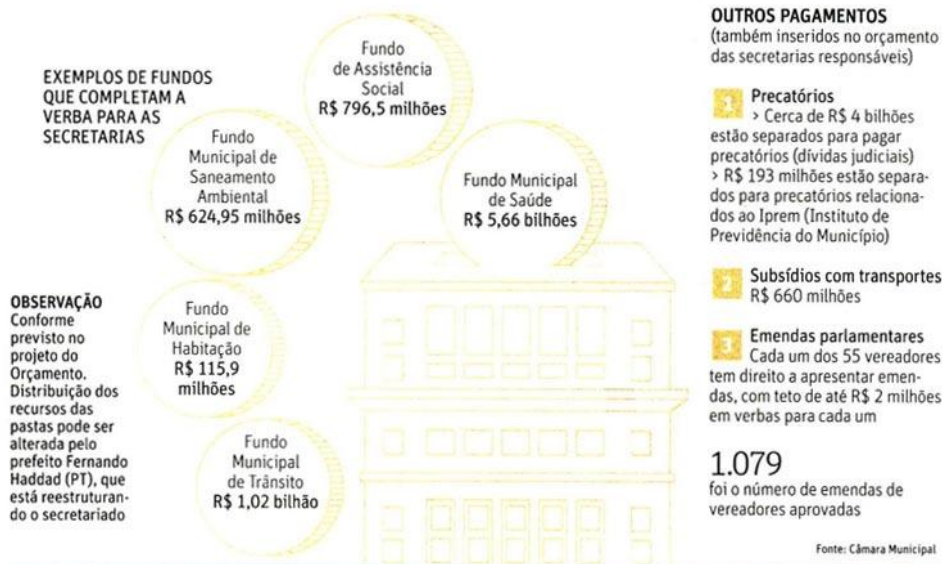 EXEMPLOS DE FUNDOS
QUE COMPLETAM A
VERBA PARA AS
SECRETARIAS
Fundo
de Assistência
Social
R$ 796,5 milhões
Fundo
Municipal de
Saneamento
Ambiental
R$ 624,95 milhões
Fundo Municipal
de Saúde
R$ 5,66 bilhões
Fundo
Municipal de
Habitação
R$ 115,9
milhões
Fundo
Municipal
de Trânsito
R$ 1,02 bilhão
OBSERVAÇÃO
Conforme
previsto no
projeto do
Orçamento.
Distribuição dos
recursos das
pastas pode ser
alterada pelo
prefeito Fernando
Haddad (PT), que
está reestruturan-
do o secretariado
OUTROS PAGAMENTOS
(também inseridos no orçamento
das secretarias responsáveis)
1 Precatórios
> Cerca de R$ 4 bilhões
estão separados para pagar
precatórios (dívidas judiciais)
> R$ 193 milhões estão separa-
dos para precatórios relaciona-
dos ao Iprem (Instituto de
Previdência do Município)
2 Subsídios com transportes
R$ 660 milhões
3 Emendas parlamentares
Cada um dos 55 vereadores
tem direito a apresentar emen-
das, com teto de até R$ 2 milhões
em verbas para cada um
1.079
foi o número de emendas de
vereadores aprovadas
Fonte: Câmara Municipal